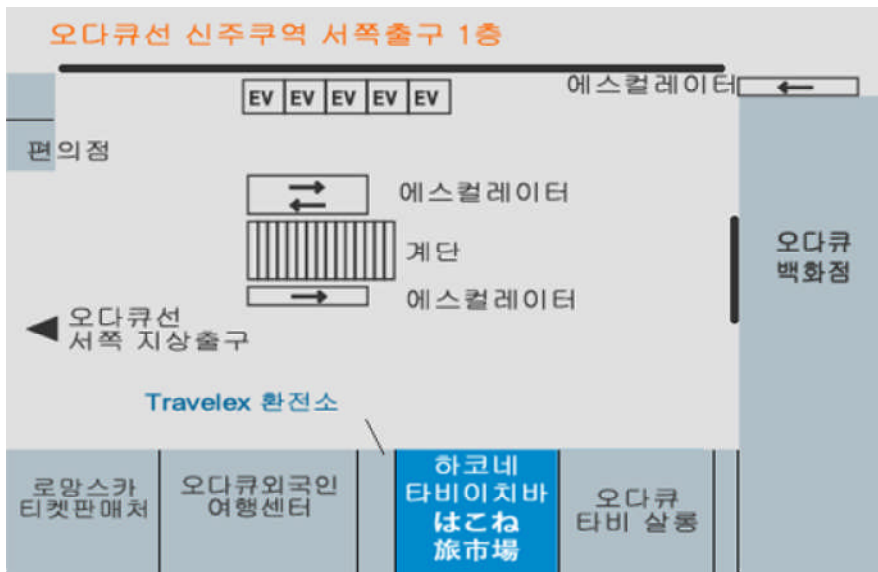 오다큐선 신주쿠역 서쪽출구 1층
EV EV EV EV EV
에스컬레이터
편의점
에스컬레이터
계단
에스컬레이터
오다큐
백화점
오다큐선
서쪽 지상출구
Travelex 환전소
로망스카
티켓판매처
오다큐외국인
여행센터
하코네
타비이치바
はこね
旅市場
오다큐
타비 살롱